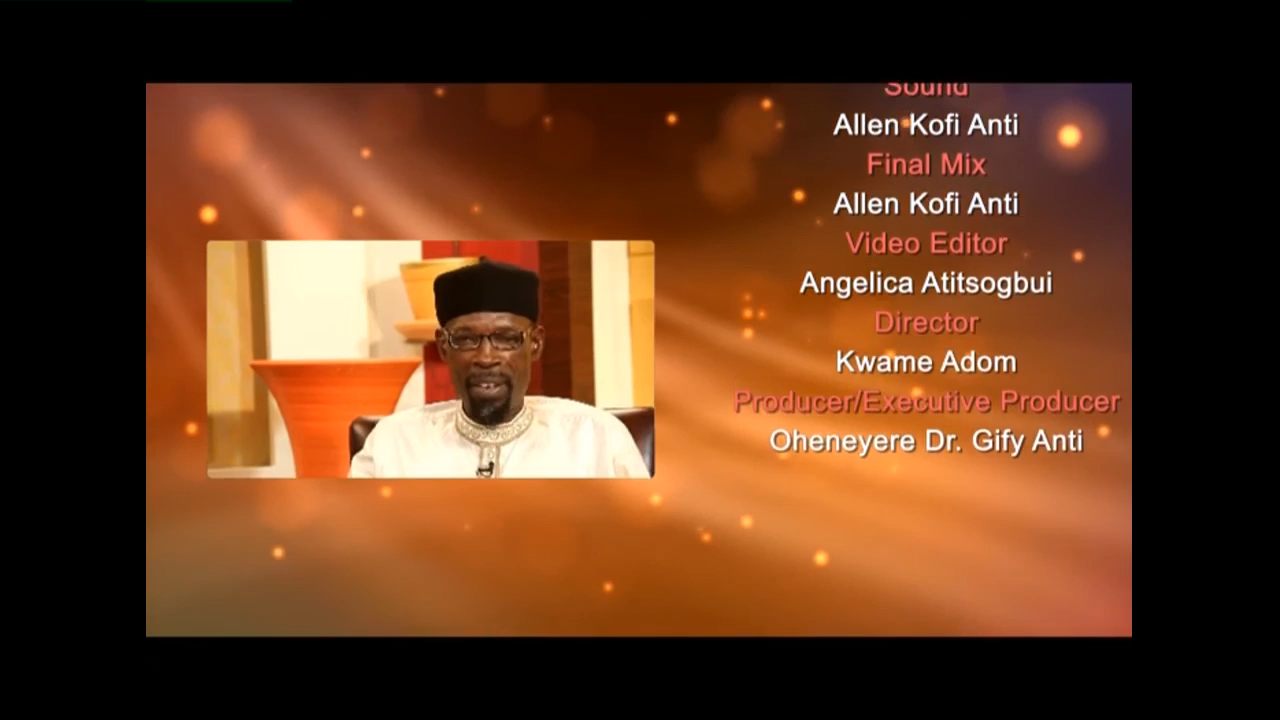 Sound
Allen Kofi Anti
Final Mix
Allen Kofi Anti
Video Editor
Angelica Atitsogbui
Director
Kwame Adom
Producer/Executive Producer
Oheneyere Dr. Gify Anti